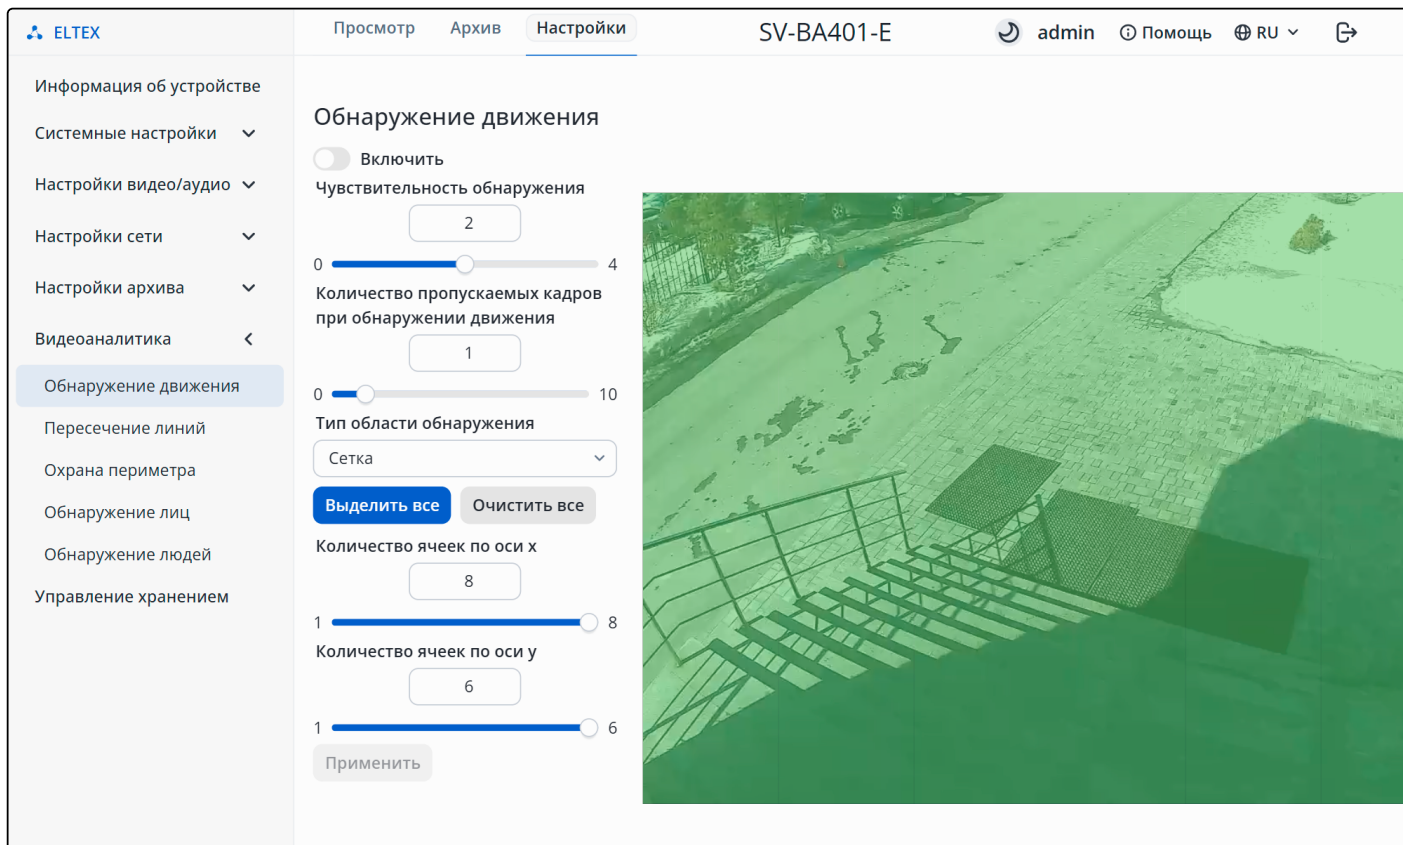 ELTEX
Просмотр
Архив
Настройки
SV-BA401-E
admin
Помощь
RU
Информация об устройстве
Системные настройки
Настройки видео/аудио
Настройки сети
Настройки архива
Видеоаналитика
Обнаружение движения
Пересечение линий
Охрана периметра
Обнаружение лиц
Обнаружение людей
Управление хранением
Обнаружение движения
Включить
Чувствительность обнаружения
2
0 4
Количество пропускаемых кадров
при обнаружении движения
1
0 10
Тип области обнаружения
Сетка
Выделить все
Очистить все
Количество ячеек по оси x
8
1 8
Количество ячеек по оси y
6
1 6
Применить